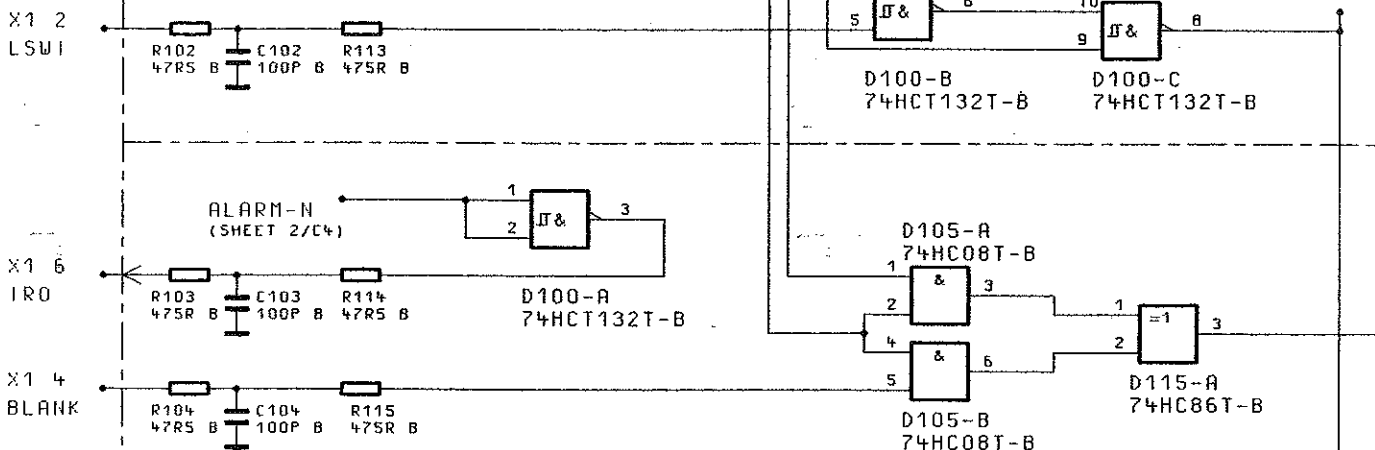 X1 2
LSWI
R102
47R5 B
C102
100P B
R113
475R B
5
&
6
10
9
&
8
D100-B
74HCT132T-B
D100-C
74HCT132T-B
ALARM-N
(SHEET 2/C4)
1
2
&
3
D100-A
74HCT132T-B
X1 6
IRO
R103
475R B
C103
100P B
R114
47R5 B
D105-A
74HC08T-B
1
2
&
3
4
5
&
6
D105-B
74HC08T-B
1
2
=1
3
D115-A
74HC86T-B
X1 4
BLANK
R104
47R5 B
C104
100P B
R115
475R B